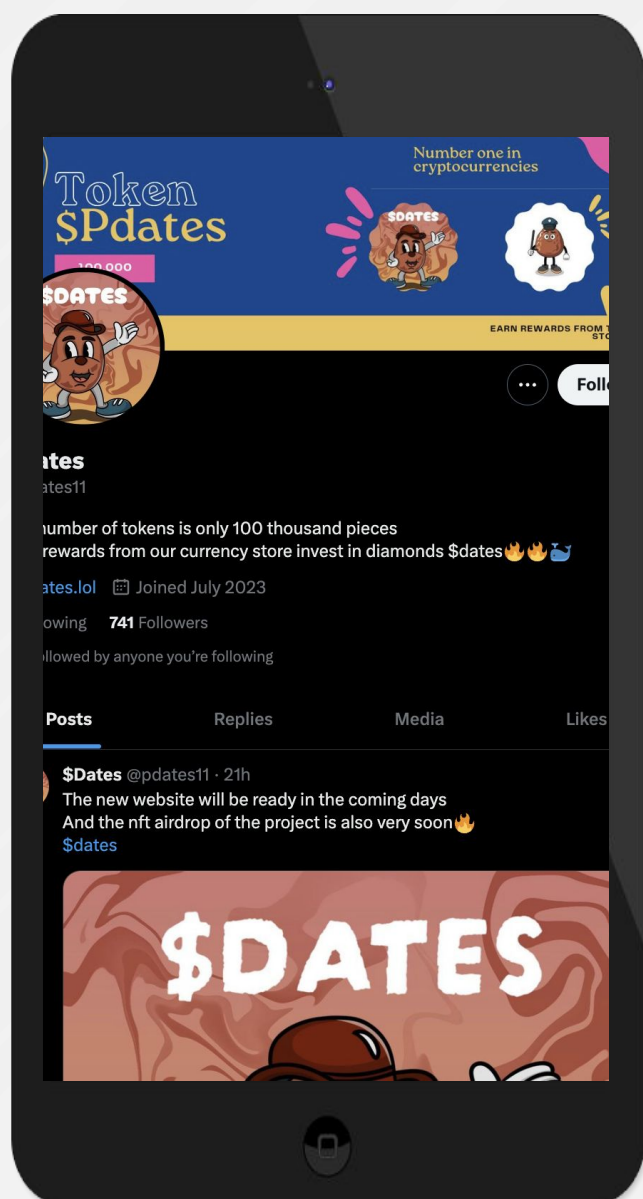 Number one in
cryptocurrencies
Token
$Pdates
100.000
$DATES
$DATES
EARN REWARDS FROM
Foll
ates
ates11
number of tokens is only 100 thousand pieces
rewards from our currency store invest in diamonds $dates🔥🔥🐳
ates.lol Joined July 2023
owing 741 Followers
llowed by anyone you’re following
Posts Replies Media Likes
$Dates @pdates11 · 21h
The new website will be ready in the coming days
And the nft airdrop of the project is also very soon🔥
$dates
$DATES